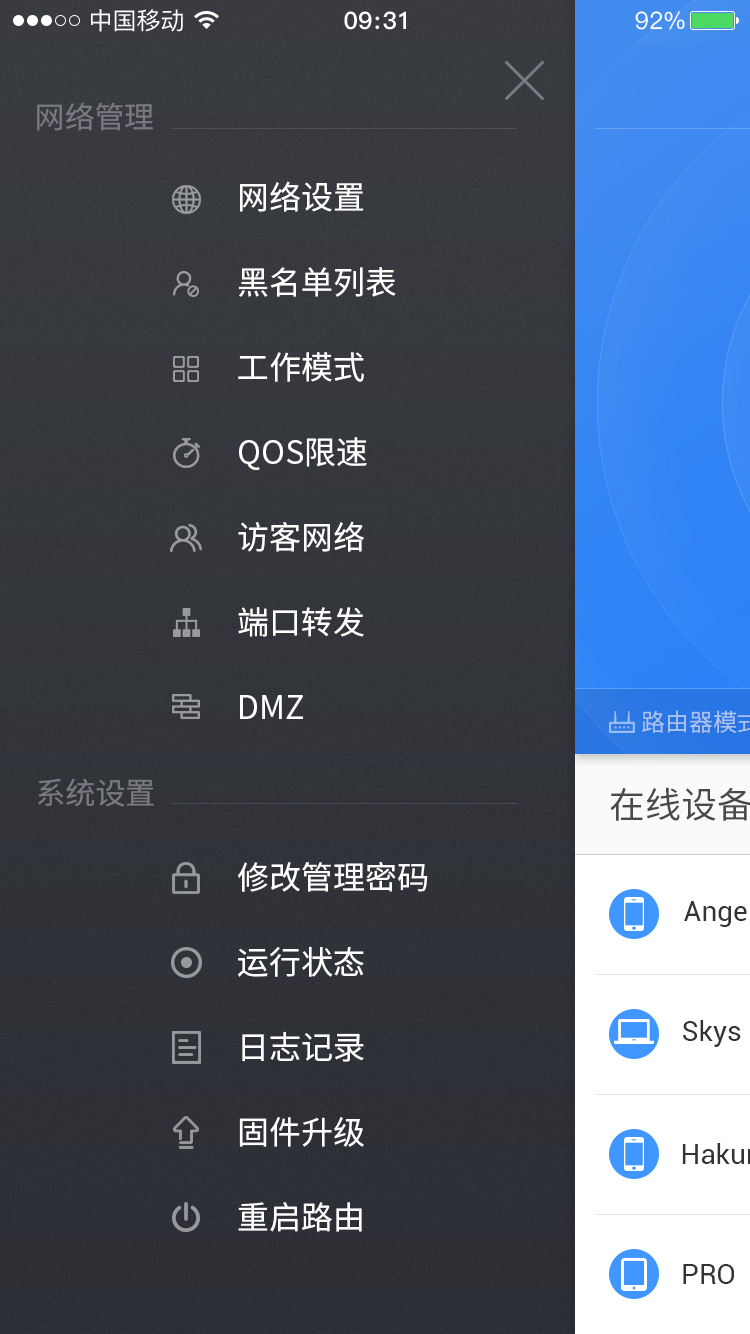 中国移动 09:31 92%
网络管理
网络设置
黑名单列表
工作模式
QOS限速
访客网络
端口转发
DMZ
系统设置
修改管理密码
运行状态
日志记录
固件升级
重启路由
路由器模式
在线设备
Ange
Skys
Hakun
PRO